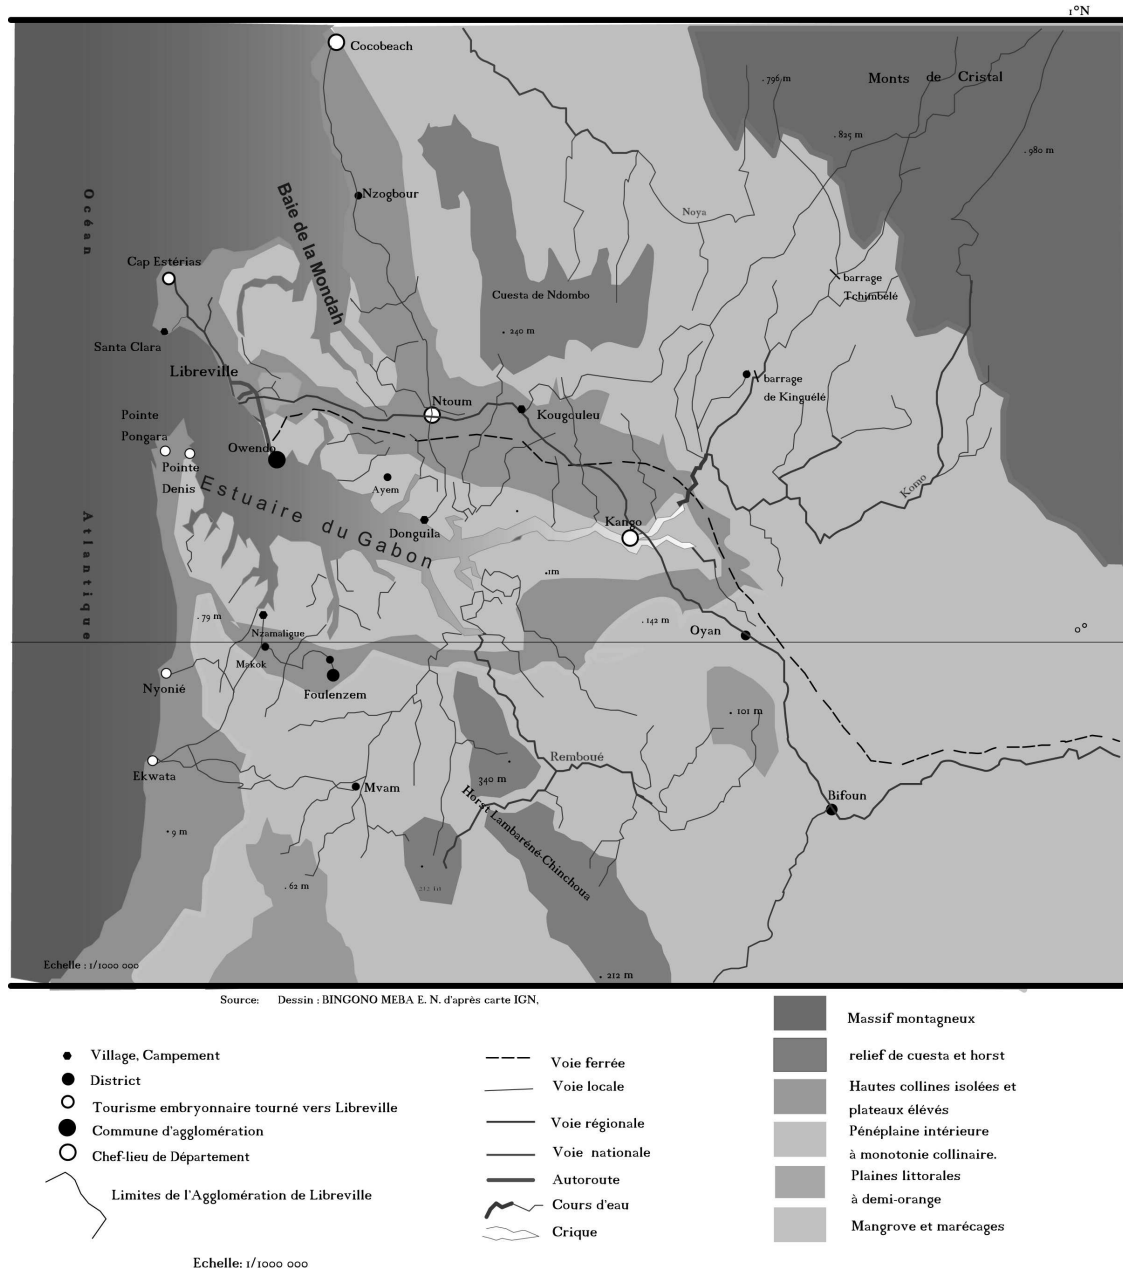 1°N
Cocobeach
Monts de Cristal
. 796 m
. 825 m
. 980 m
Océan
Nzogbour
Baie de la Mondah
Noya
Cap Estérias
barrage
Tchimbélé
Cuesta de Ndombo
. 240 m
Santa Clara
Libreville
barrage
de Kinguélé
Ntoum
Kougouleu
Pointe
Pongara
Owendo
Pointe
Denis
Ayem
Komo
Estuaire du Gabon
Donguila
Kango
Atlantique
.1m
. 79 m
. 142 m
Nzamaligue
Oyan
0°
Makok
Nyonié
Foulenzem
. 101 m
Remboué
Ekwata
340 m
Mvam
Horst Lambaréné-Chinchoua
Bifoun
. 9 m
. 62 m
212 m
Echelle : 1/1000 000
. 212 m
Source: Dessin : BINGONO MEBA E. N. d'après carte IGN,
Village, Campement
District
Tourisme embryonnaire tourné vers Libreville
Commune d'agglomération
Chef-lieu de Département
Limites de l'Agglomération de Libreville
Echelle: 1/1000 000
Voie ferrée
Voie locale
Voie régionale
Voie nationale
Autoroute
Cours d'eau
Crique
Massif montagneux
relief de cuesta et horst
Hautes collines isolées et
plateaux élévés
Pénéplaine intérieure
à monotonie collinaire.
Plaines littorales
à demi-orange
Mangrove et marécages